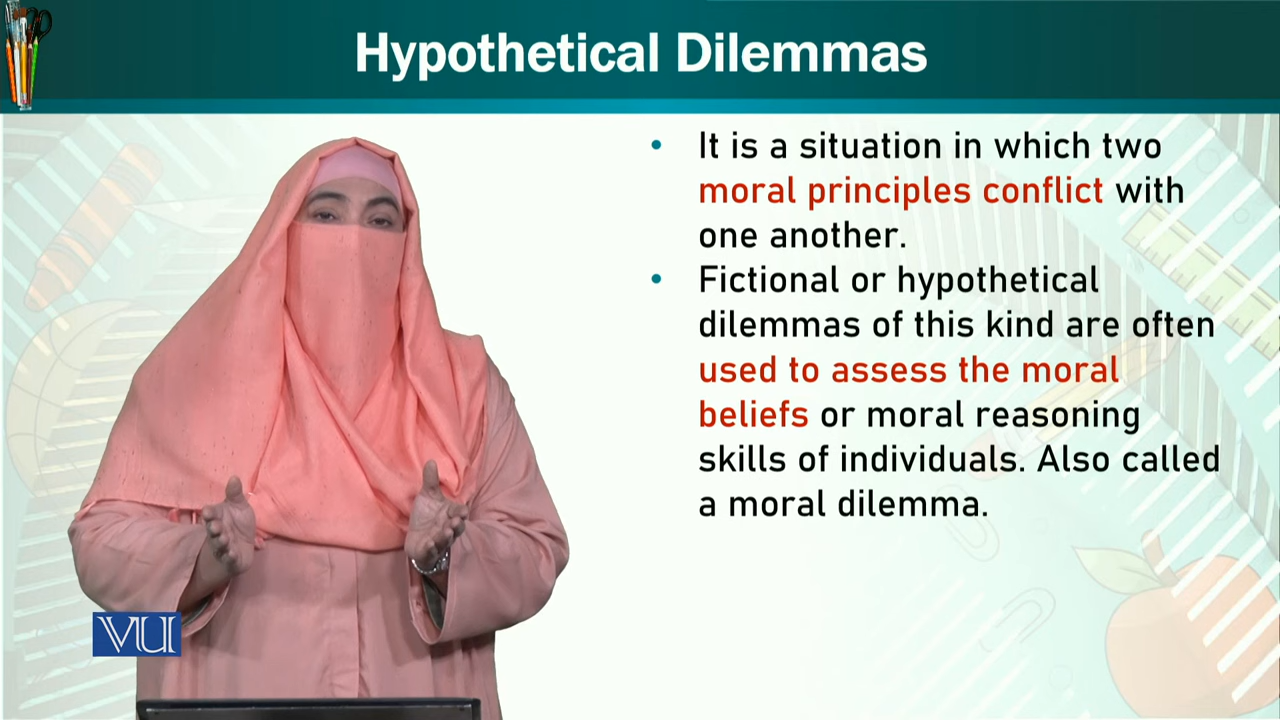 Hypothetical Dilemmas
• It is a situation in which two
moral principles conflict with
one another.
• Fictional or hypothetical
dilemmas of this kind are often
used to assess the moral
beliefs or moral reasoning
skills of individuals. Also called
a moral dilemma.
VU